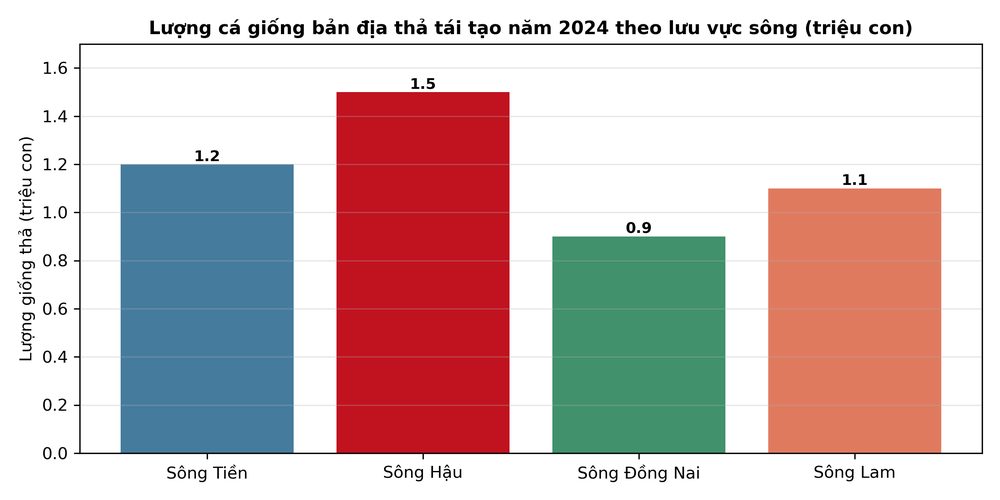 Lượng cá giống bản địa thả tái tạo năm 2024 theo lưu vực sông (triệu con)
Lượng giống thả (triệu con)
1.6
1.4
1.2
1.0
0.8
0.6
0.4
0.2
0.0
1.2
1.5
0.9
1.1
Sông Tiền
Sông Hậu
Sông Đồng Nai
Sông Lam